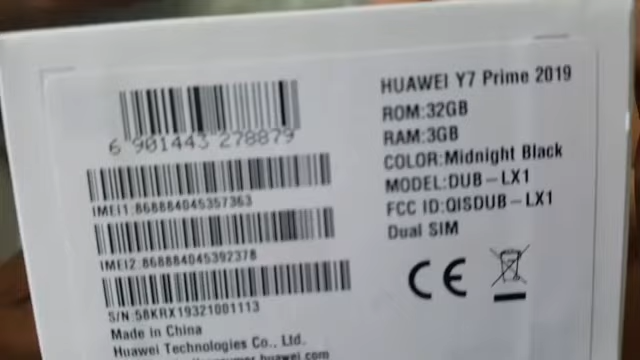 6 901443 278879
IMEI1:868884045357363
IMEI2:868884045392378
S/N:58KRX19321001113
Made in China
Huawei Technologies Co., Ltd.
HUAWEI Y7 Prime 2019
ROM:32GB
RAM:3GB
COLOR:Midnight Black
MODEL:DUB-LX1
FCC ID:QISDUB-LX1
Dual SIM
CE